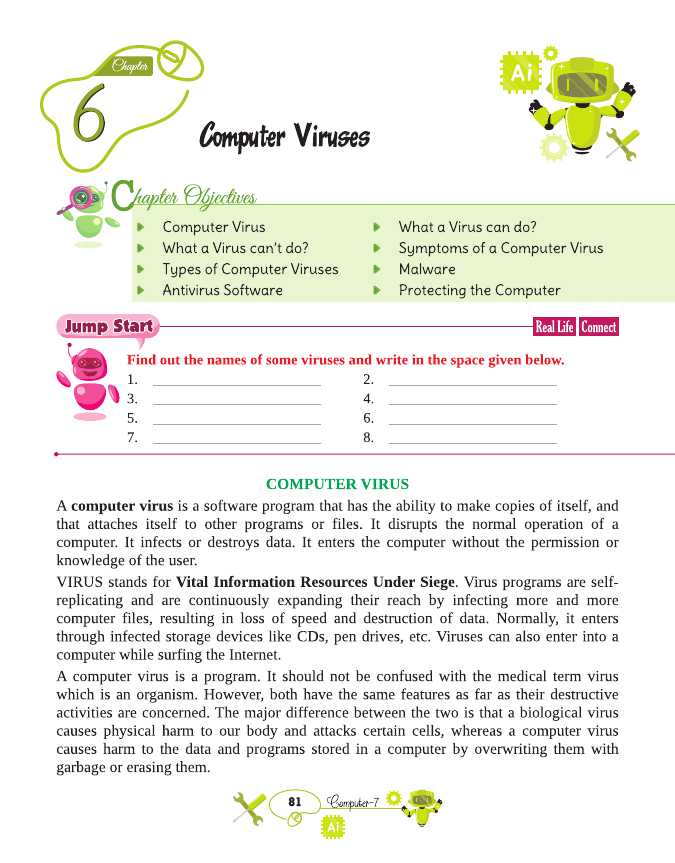 Chapter
6
Ai
Computer Viruses
Chapter Objectives
Computer Virus
What a Virus can do?
What a Virus can't do?
Symptoms of a Computer Virus
Types of Computer Viruses
Malware
Antivirus Software
Protecting the Computer
Jump Start
Real Life Connect
Find out the names of some viruses and write in the space given below.
1. 2.
3. 4.
5. 6.
7. 8.
COMPUTER VIRUS
A computer virus is a software program that has the ability to make copies of itself, and
that attaches itself to other programs or files. It disrupts the normal operation of a
computer. It infects or destroys data. It enters the computer without the permission or
knowledge of the user.
VIRUS stands for Vital Information Resources Under Siege. Virus programs are self-
replicating and are continuously expanding their reach by infecting more and more
computer files, resulting in loss of speed and destruction of data. Normally, it enters
through infected storage devices like CDs, pen drives, etc. Viruses can also enter into a
computer while surfing the Internet.
A computer virus is a program. It should not be confused with the medical term virus
which is an organism. However, both have the same features as far as their destructive
activities are concerned. The major difference between the two is that a biological virus
causes physical harm to our body and attacks certain cells, whereas a computer virus
causes harm to the data and programs stored in a computer by overwriting them with
garbage or erasing them.
81
Computer-7
Ai